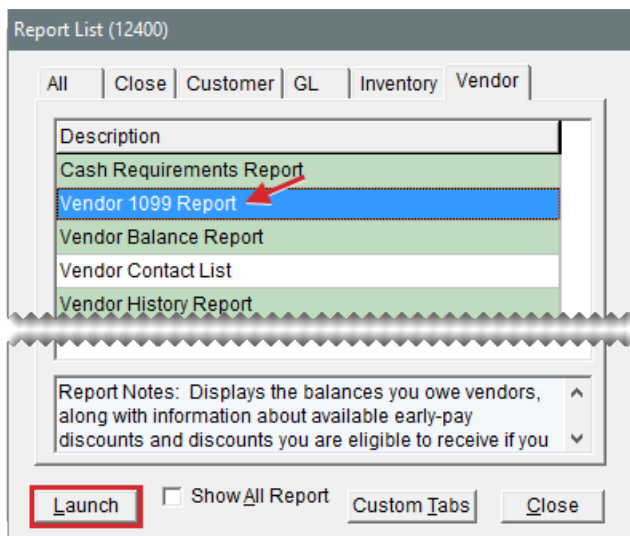 Report List (12400)
All Close Customer GL Inventory Vendor
Description
Cash Requirements Report
Vendor 1099 Report
Vendor Balance Report
Vendor Contact List
Vendor History Report
Report Notes: Displays the balances you owe vendors,
along with information about available early-pay
discounts and discounts you are eligible to receive if you
Launch Show All Report Custom Tabs Close